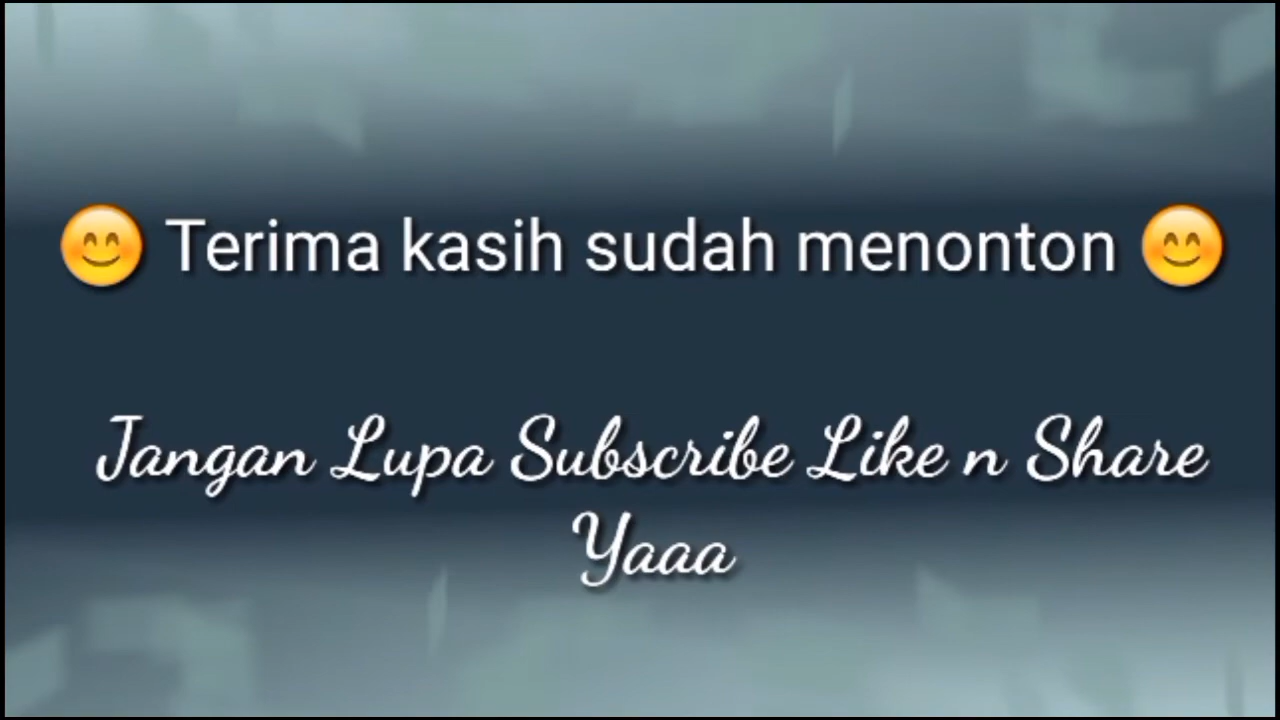 😊 Terima kasih sudah menonton 😊
Jangan Lupa Subscribe Like n Share
Yaaa